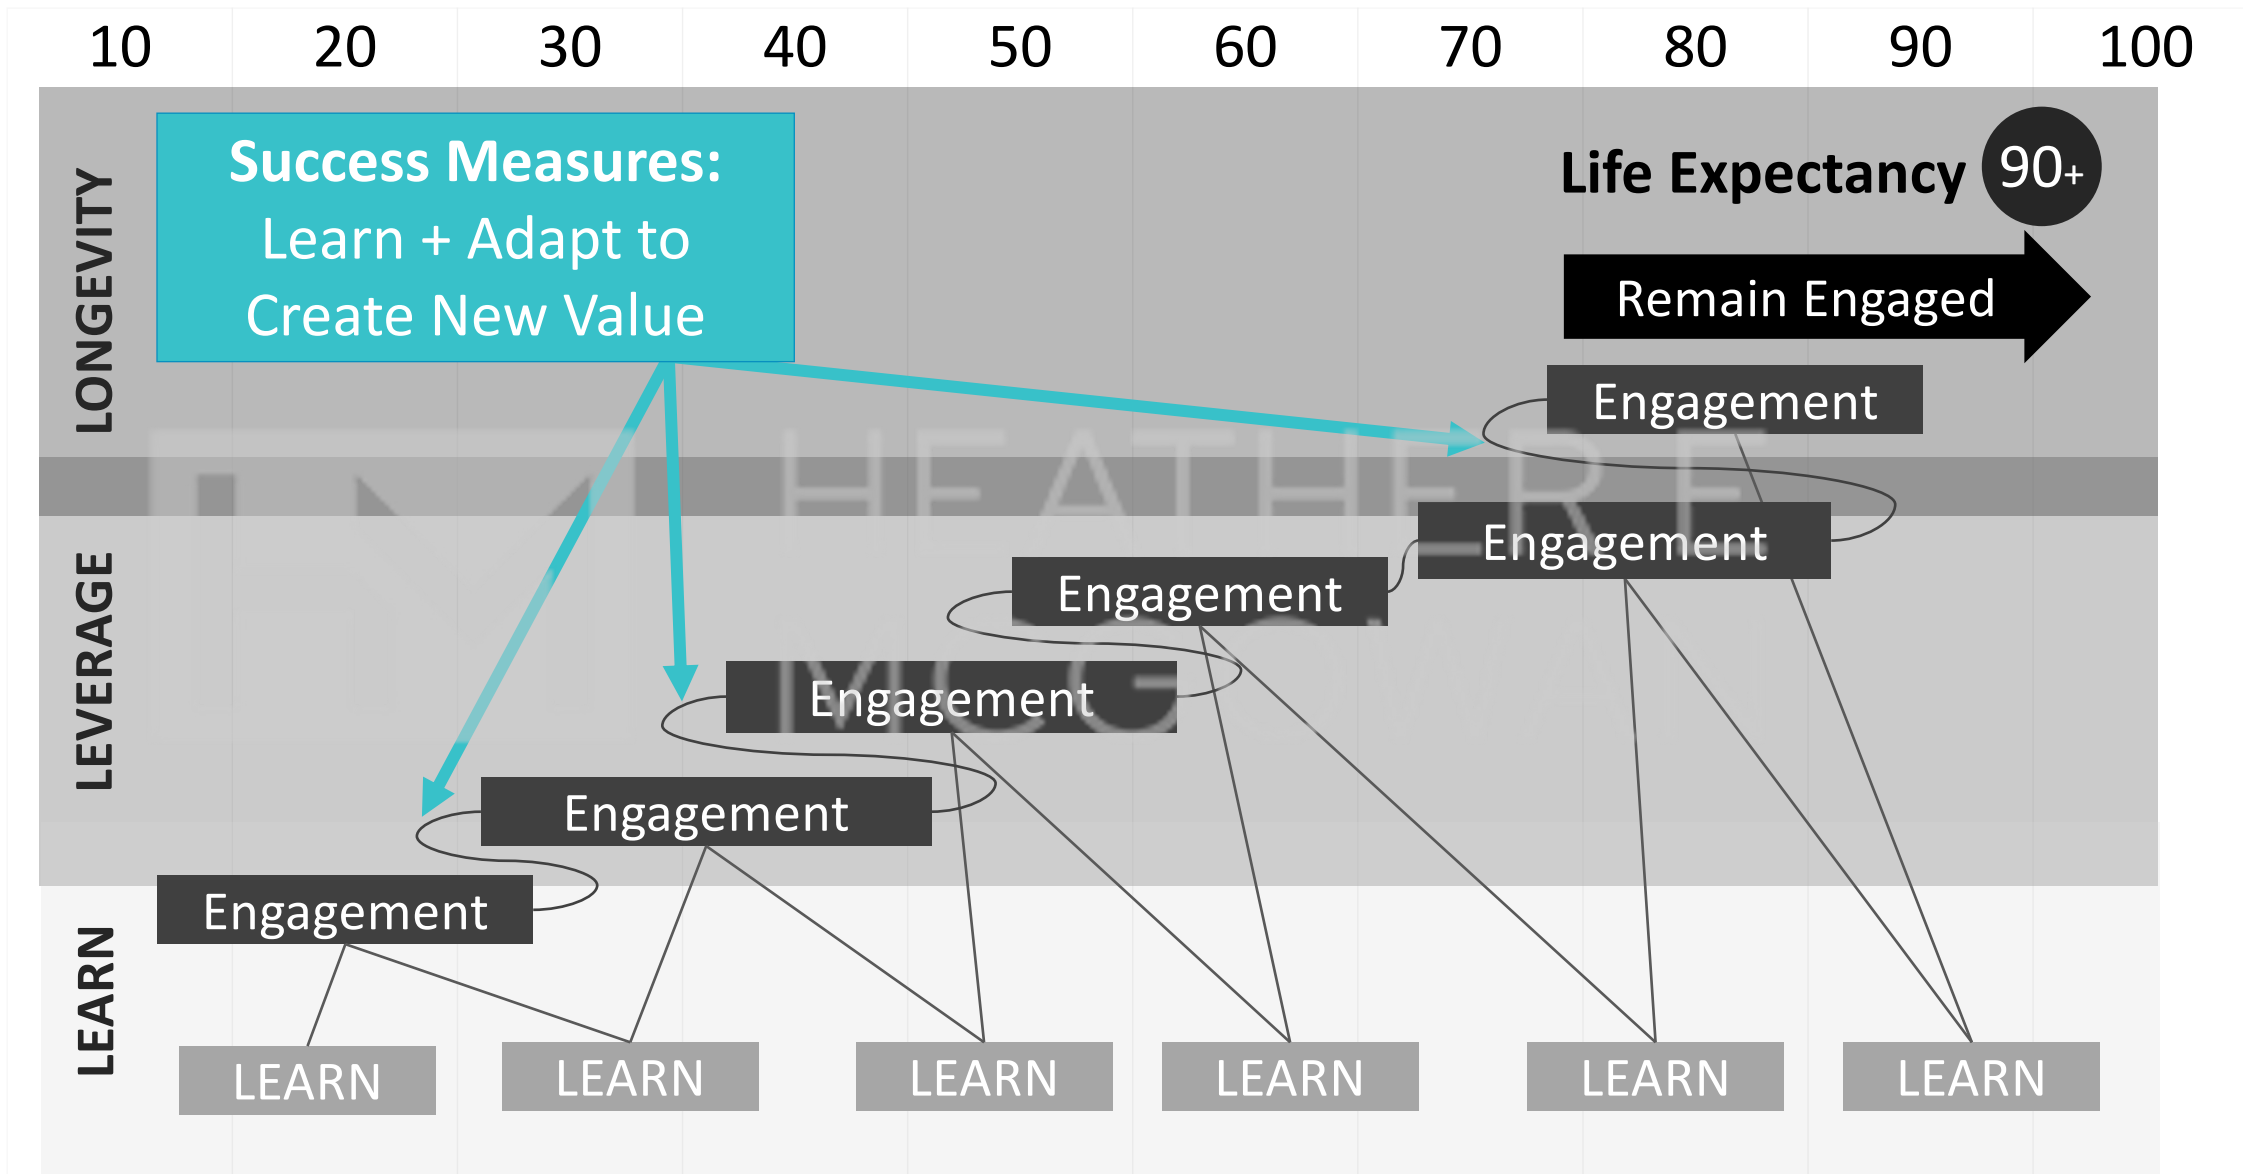 10 20 30 40 50 60 70 80 90 100
LONGEVITY
Success Measures:
Learn + Adapt to
Create New Value
Life Expectancy 90+
Remain Engaged
Engagement
HEATHER E
Engagement
LEVERAGE
Engagement
MCGOWAN
Engagement
Engagement
Engagement
LEARN
LEARN LEARN LEARN LEARN LEARN LEARN